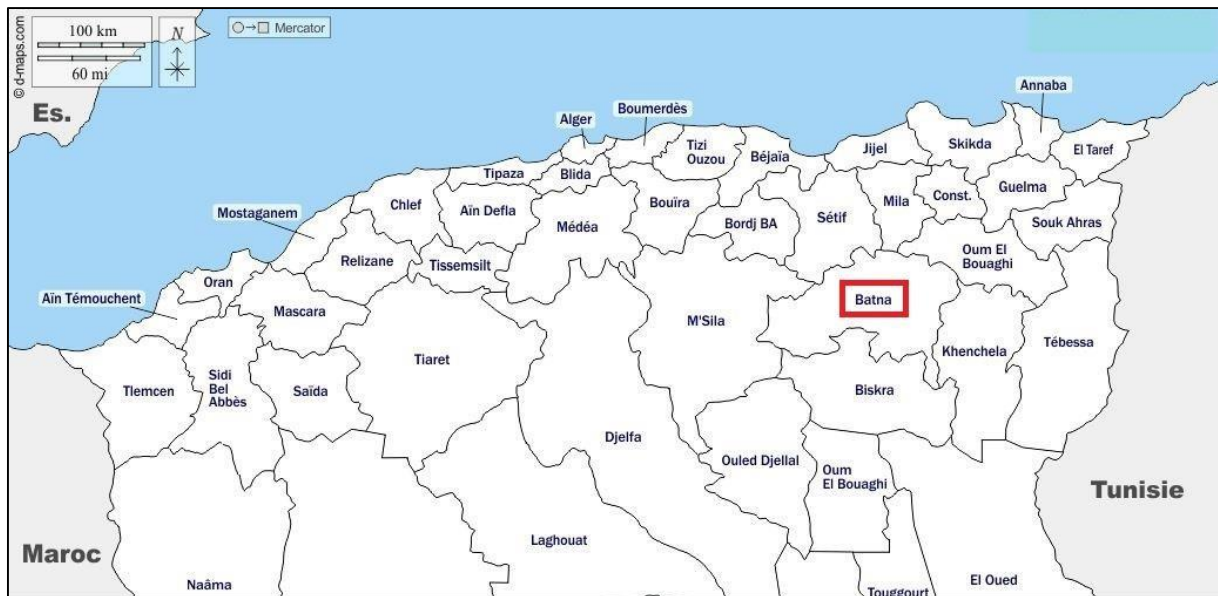 100 km
60 mi
N
Mercator
© d-maps.com
Es.
Annaba
Boumerdès
Alger
Tizi
Ouzou
Béjaïa
Jijel
Skikda
El Taref
Tipaza
Blida
Bouïra
Mila
Const.
Guelma
Mostaganem
Chlef
Aïn Defla
Médéa
Bordj BA
Sétif
Souk Ahras
Relizane
Tissemsilt
Oum El
Bouaghi
Oran
Aïn Témouchent
Mascara
M'Sila
Batna
Tébessa
Khenchela
Tiaret
Tlemcen
Sidi
Bel
Abbès
Saïda
Biskra
Djelfa
Ouled Djellal
Oum
El Bouaghi
Tunisie
Maroc
Laghouat
Naâma
Touggourt
El Oued